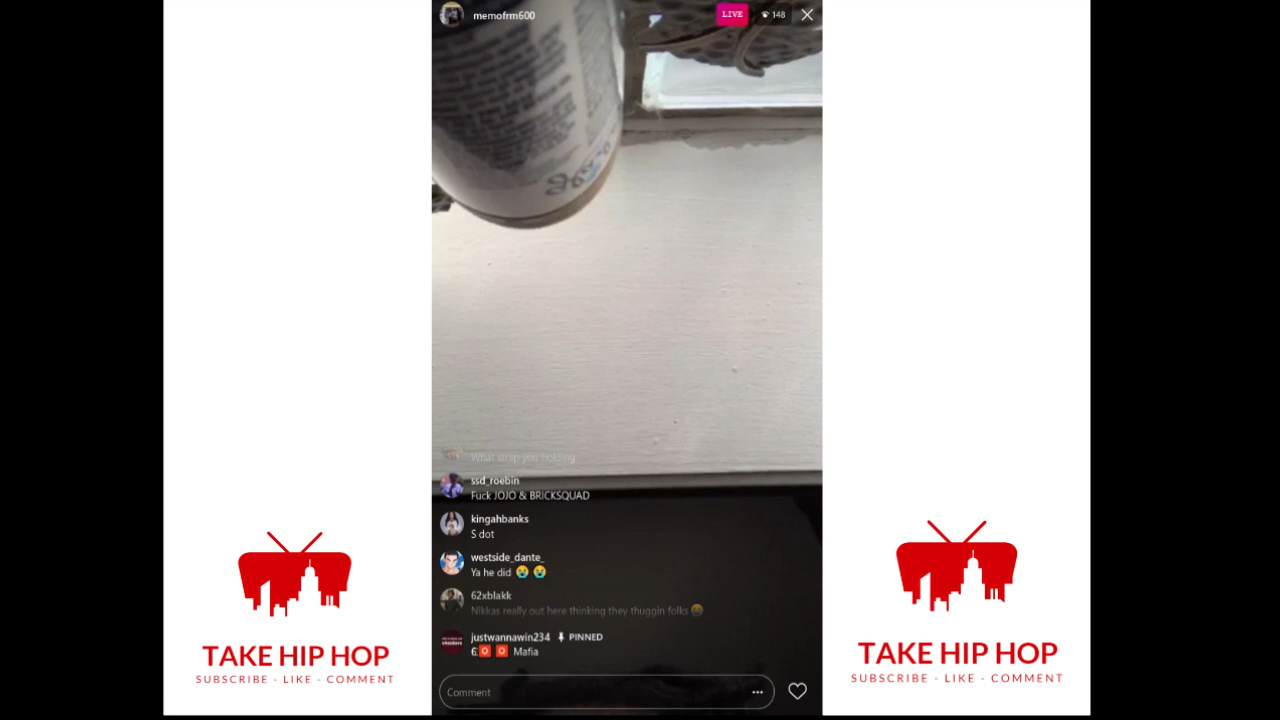 memofrm600
LIVE 148
What strap you holding
ssd_roebin
Fuck JOJO & BRICKSQUAD
kingahbanks
S dot
westside_dante_
Ya he did 😭 😭
62xblakk
Nikkas really out here thinking they thuggin folks 😂
justwannawin234 PINNED
6🅾️ 🅾️ Mafia
Comment
TAKE HIP HOP
SUBSCRIBE - LIKE - COMMENT
TAKE HIP HOP
SUBSCRIBE - LIKE - COMMENT